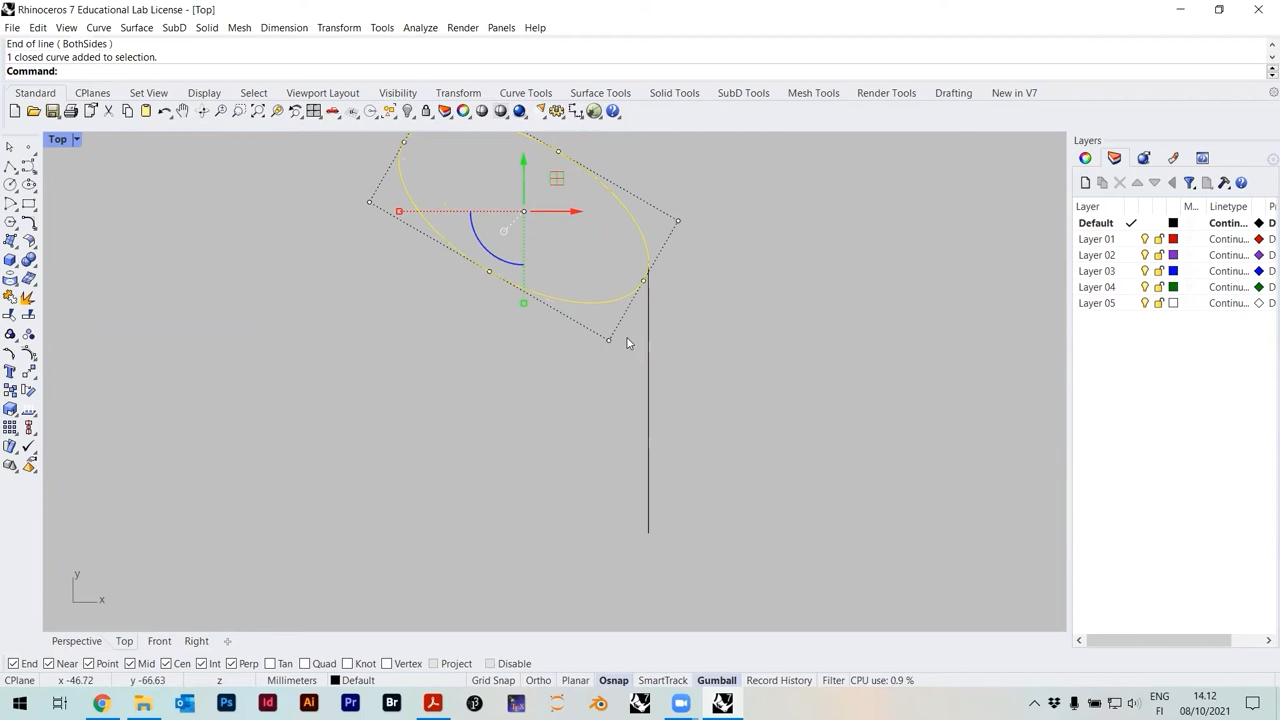 Rhinoceros 7 Educational Lab License - [Top]
File Edit View Curve Surface Solid SubD Mesh Dimension Transform Tools Analyze Render Panels Help
End of line ( BothSides )
1 closed curve added to selection.
Command:
Standard CPlanes Set View Display Select Viewport Layout Visibility Transform Curve Tools Surface Tools Solid Tools SubD Tools Mesh Tools Render Tools Drafting New in V7
Top
Layers
Layer M... Linetype P
Default Contin... D
Layer 01 Continu... D
Layer 02 Continu... D
Layer 03 Continu... D
Layer 04 Continu... D
Layer 05 Continu... D
y
x
Perspective Top Front Right
End Near Point Mid Cen Int Perp Tan Quad Knot Vertex Project Disable
CPlane x -46.72 y -66.63 z Millimeters Default Grid Snap Ortho Planar Osnap SmartTrack Gumball Record History Filter CPU use: 0.9 %
Ps Id Ai Pr Br
ENG 14.12
FI 08/10/2021